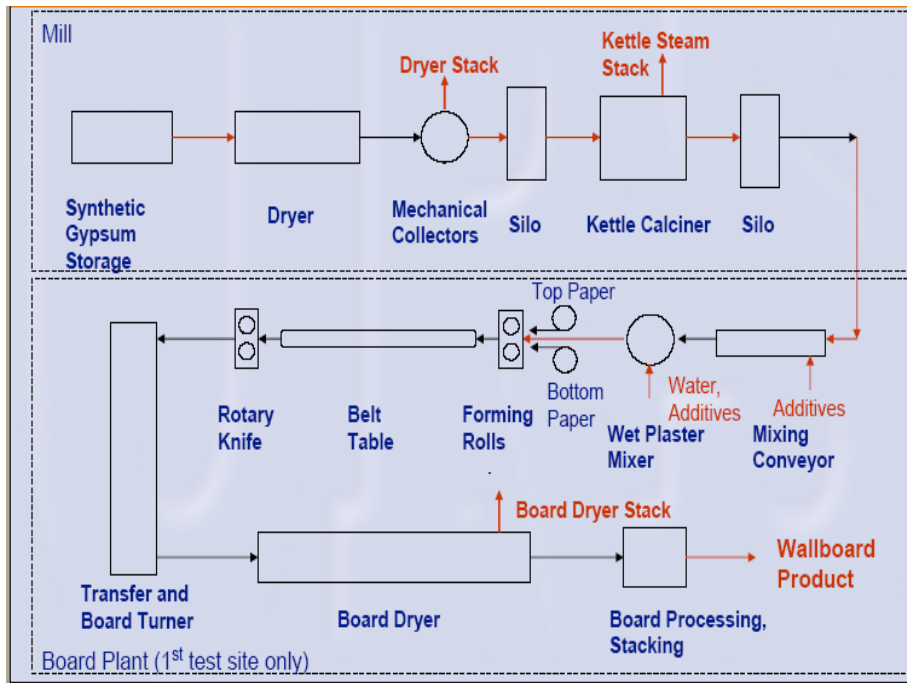 Mill
Dryer Stack
Kettle Steam
Stack
Synthetic
Gypsum
Storage
Dryer
Mechanical
Collectors
Silo
Kettle Calciner
Silo
Top Paper
Bottom
Paper
Water,
Additives
Additives
Rotary
Knife
Belt
Table
Forming
Rolls
Wet Plaster
Mixer
Mixing
Conveyor
Board Dryer Stack
Wallboard
Product
Transfer and
Board Turner
Board Dryer
Board Processing,
Stacking
Board Plant (1st test site only)